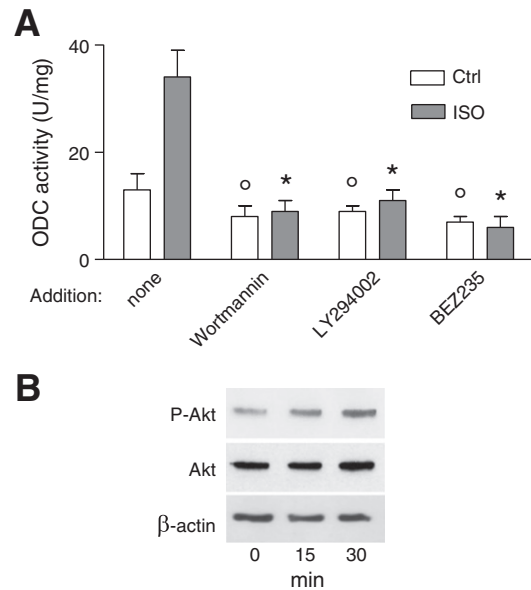 A
ODC activity (U/mg)
40
20
0
Ctrl
ISO
° * ° * ° *
Addition:
none
Wortmannin
LY294002
BEZ235
B
P-Akt
Akt
β-actin
0 15 30
min